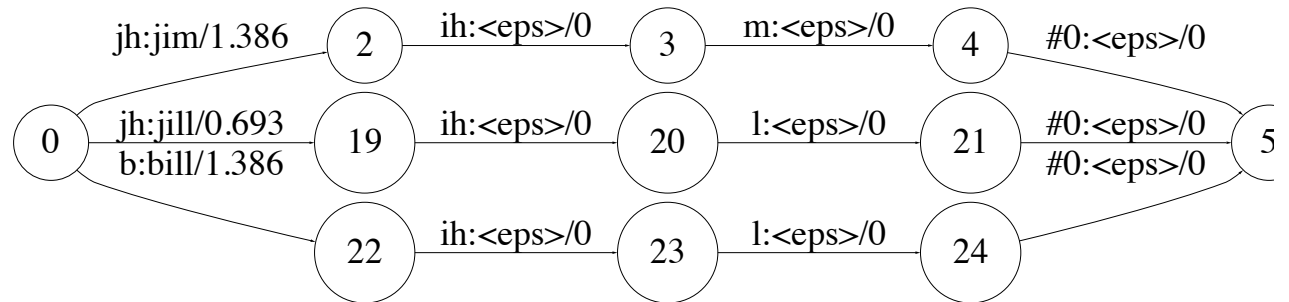 jh:jim/1.386 2 ih:<eps>/0 3 m:<eps>/0 4 #0:<eps>/0
0 jh:jill/0.693 19 ih:<eps>/0 20 l:<eps>/0 21 #0:<eps>/0 5
b:bill/1.386 #0:<eps>/0
22 ih:<eps>/0 23 l:<eps>/0 24